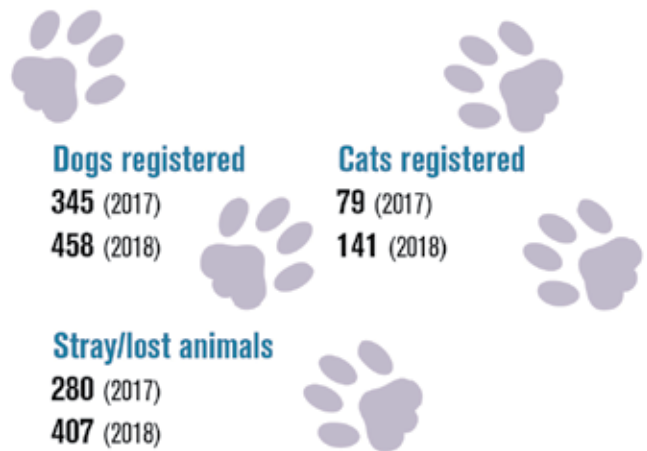 Dogs registered
345 (2017)
458 (2018)
Cats registered
79 (2017)
141 (2018)
Stray/lost animals
280 (2017)
407 (2018)